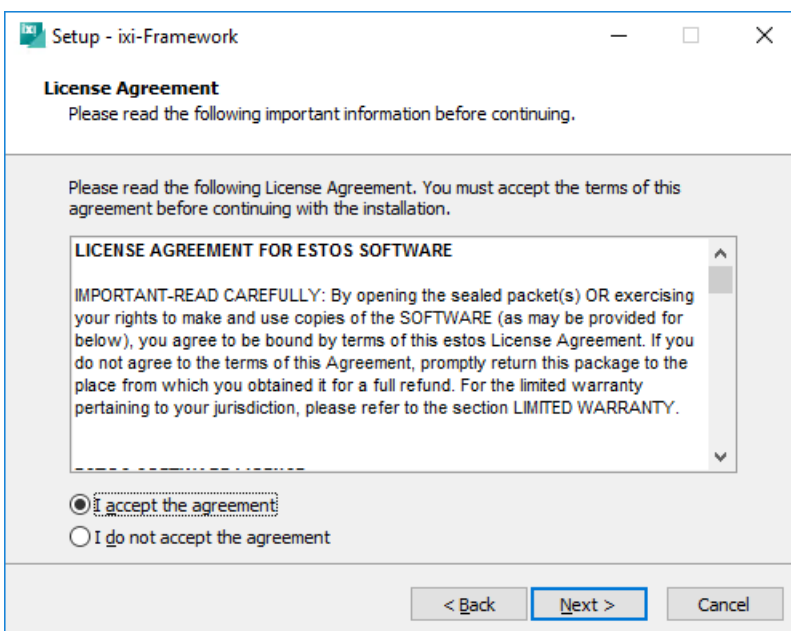 Setup - ixi-Framework
License Agreement
Please read the following important information before continuing.
Please read the following License Agreement. You must accept the terms of this
agreement before continuing with the installation.
LICENSE AGREEMENT FOR ESTOS SOFTWARE
IMPORTANT-READ CAREFULLY: By opening the sealed packet(s) OR exercising
your rights to make and use copies of the SOFTWARE (as may be provided for
below), you agree to be bound by terms of this estos License Agreement. If you
do not agree to the terms of this Agreement, promptly return this package to the
place from which you obtained it for a full refund. For the limited warranty
pertaining to your jurisdiction, please refer to the section LIMITED WARRANTY.
I accept the agreement
I do not accept the agreement
< Back
Next >
Cancel